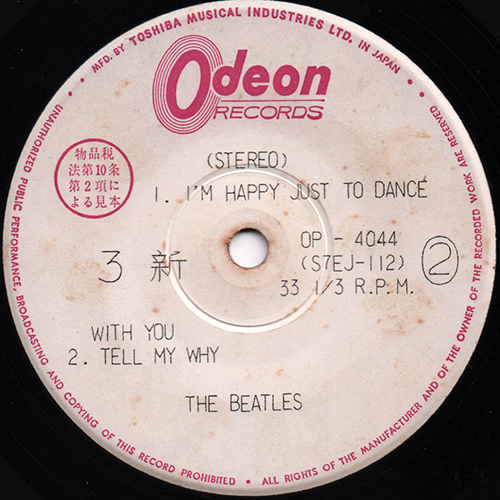 MFD. BY TOSHIBA MUSICAL INDUSTRIES LTD. IN JAPAN •
Odeon
RECORDS
(STEREO)
1. I'M HAPPY JUST TO DANCE
物品税
法第10条
第2項に
よる見本
3 新
OP - 4044
(S7EJ-112)
33 1/3 R.P.M.
2
WITH YOU
2. TELL MY WHY
THE BEATLES
UNAUTHORIZED PUBLIC PERFORMANCE, BROADCASTING AND COPYING OF THIS RECORD PROHIBITED • ALL RIGHTS OF THE MANUFACTURER AND OF THE OWNER OF THE RECORDED WORK ARE RESERVED •